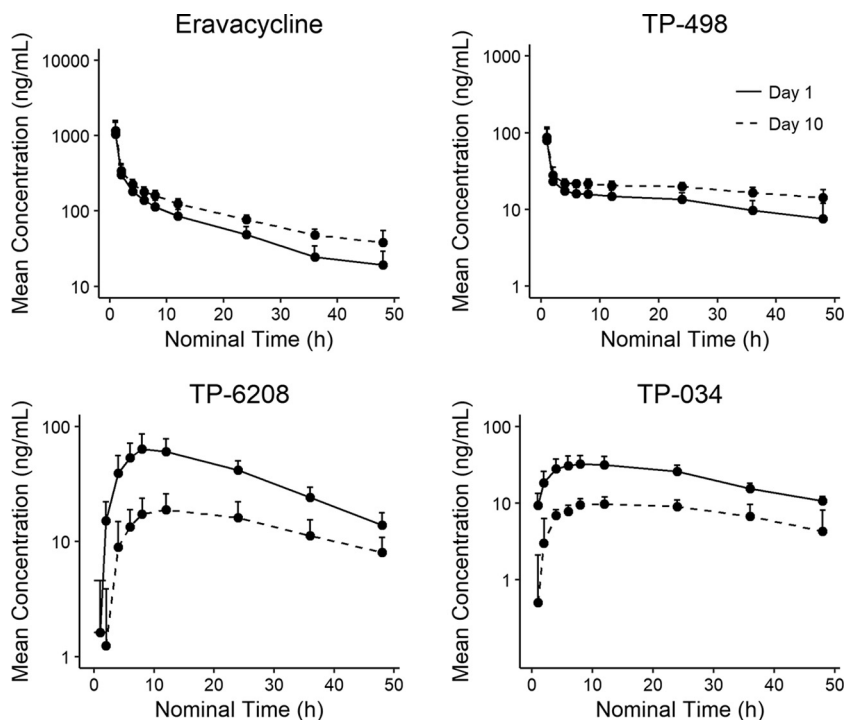 Eravacycline
Mean Concentration (ng/mL)
10000
1000
100
10
0 10 20 30 40 50
Nominal Time (h)
TP-498
Mean Concentration (ng/mL)
1000
100
10
1
0 10 20 30 40 50
Nominal Time (h)
Day 1
Day 10
TP-6208
Mean Concentration (ng/mL)
100
10
1
0 10 20 30 40 50
Nominal Time (h)
TP-034
Mean Concentration (ng/mL)
100
10
1
0 10 20 30 40 50
Nominal Time (h)